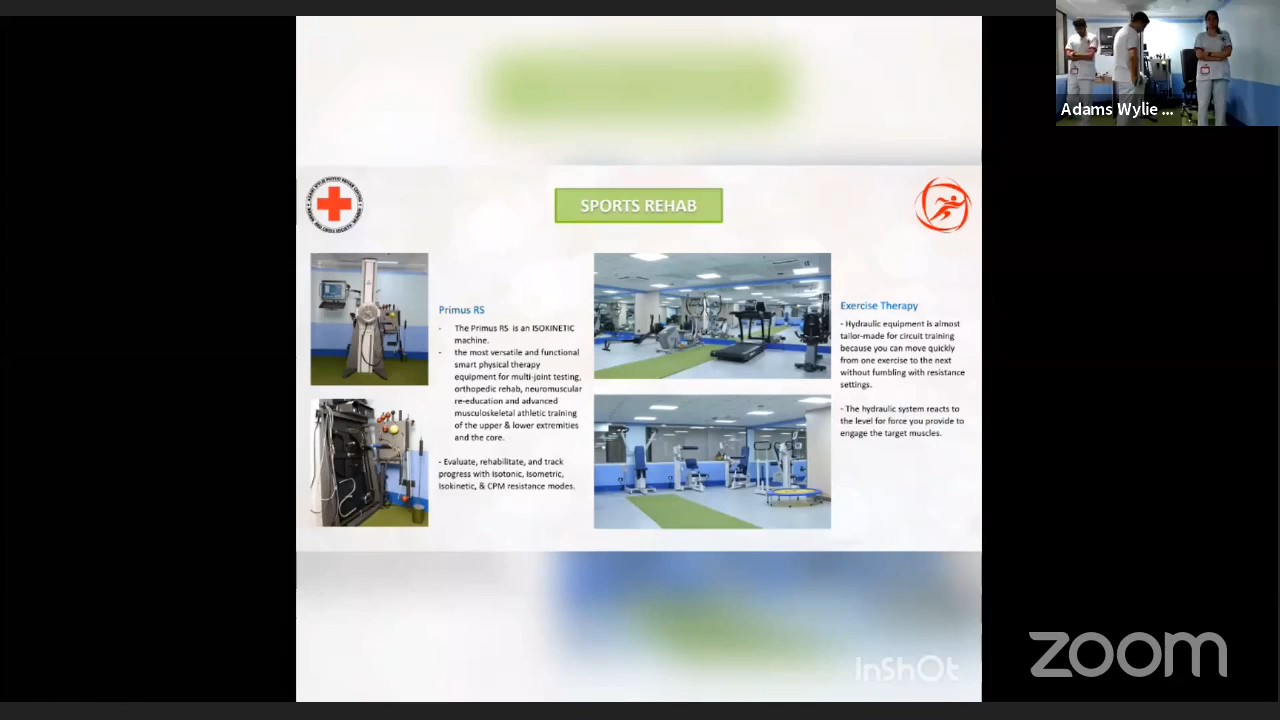 Adams Wylie ...
SPORTS REHAB
Primus RS
- The Primus RS is an ISOKINETIC
machine.
- the most versatile and functional
smart physical therapy
equipment for multi-joint testing,
orthopedic rehab, neuromuscular
re-education and advanced
musculoskeletal athletic training
of the upper & lower extremities
and the core.
- Evaluate, rehabilitate, and track
progress with Isotonic, Isometric,
Isokinetic, & CPM resistance modes.
Exercise Therapy
- Hydraulic equipment is almost
tailor-made for circuit training
because you can move quickly
from one exercise to the next
without fumbling with resistance
settings.
- The hydraulic system reacts to
the level for force you provide to
engage the target muscles.
InShOt
zoom